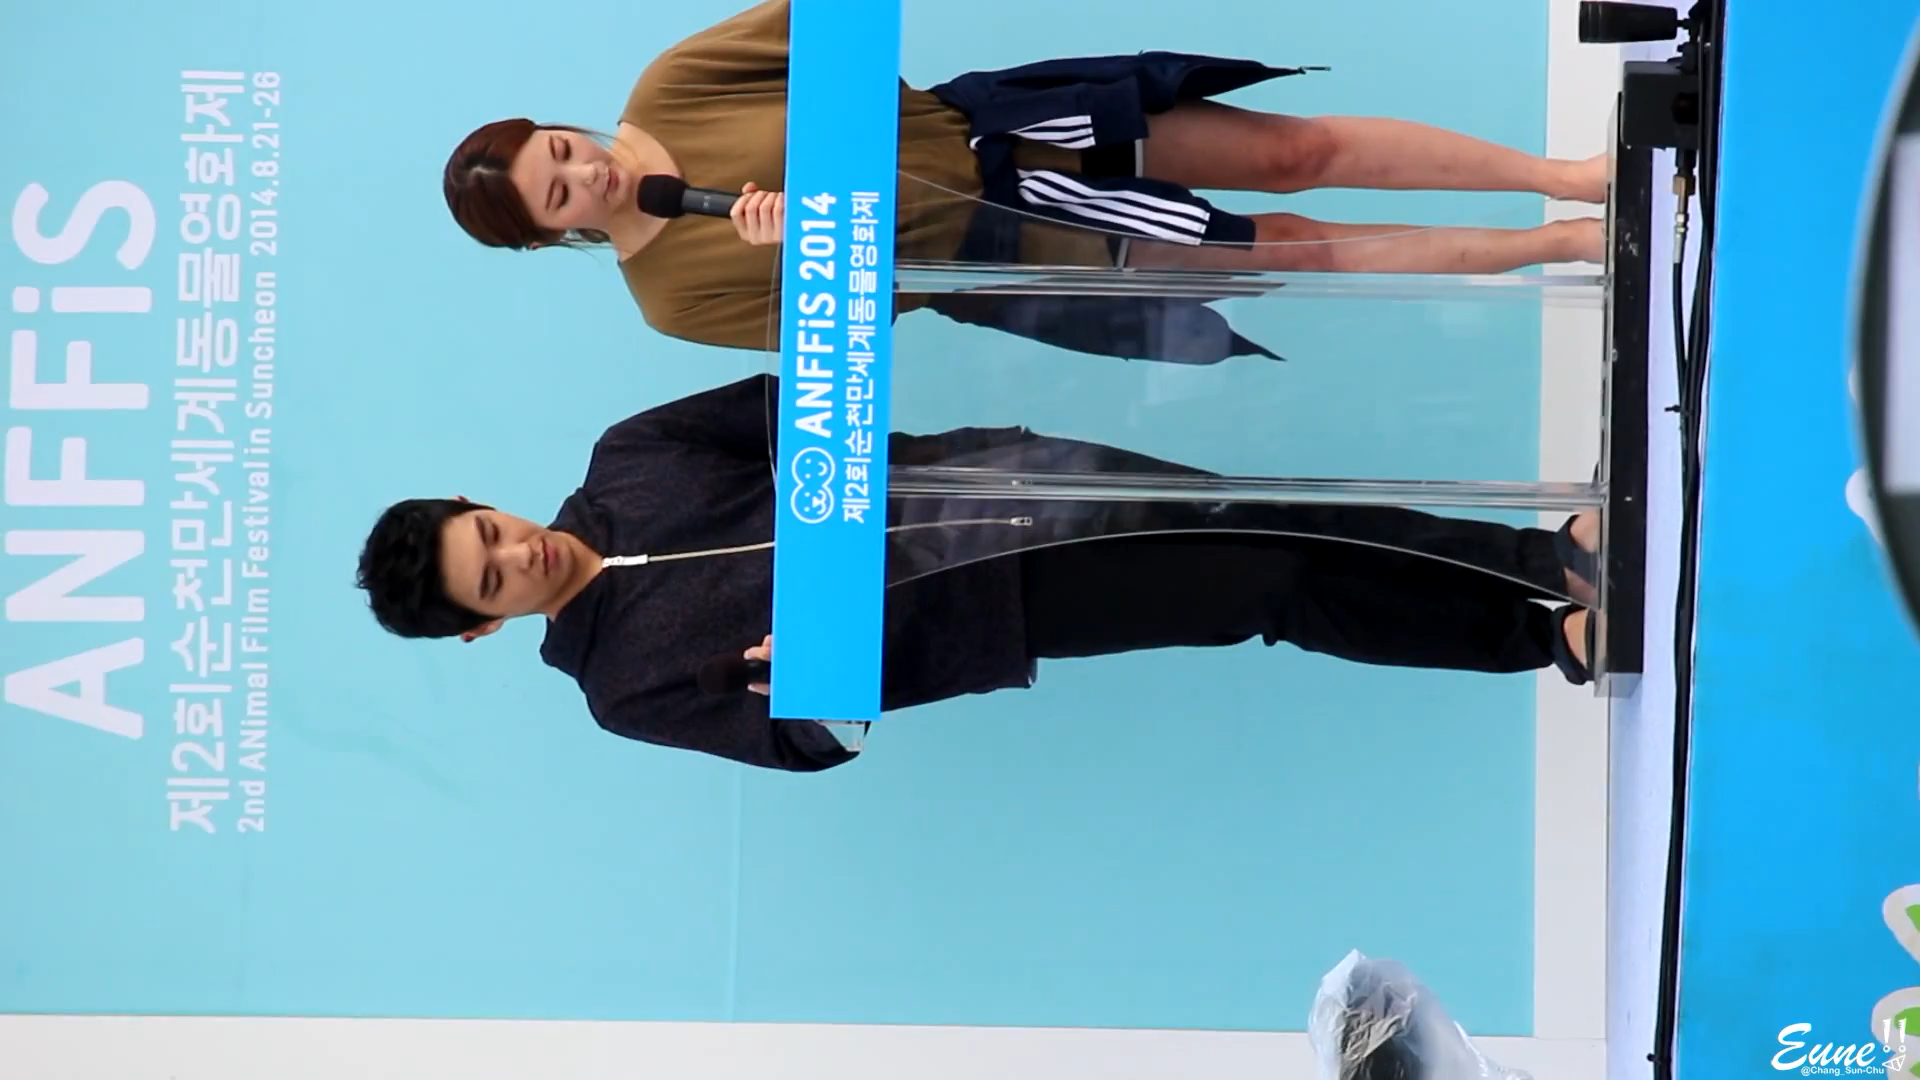 ANFFiS
제2회순천만세계동물영화제
2nd ANimal Film Festival in Suncheon 2014.8.21-26
ANFFiS 2014
제2회순천만세계동물영화제
Eune!!
@Chang_Sun-Chu